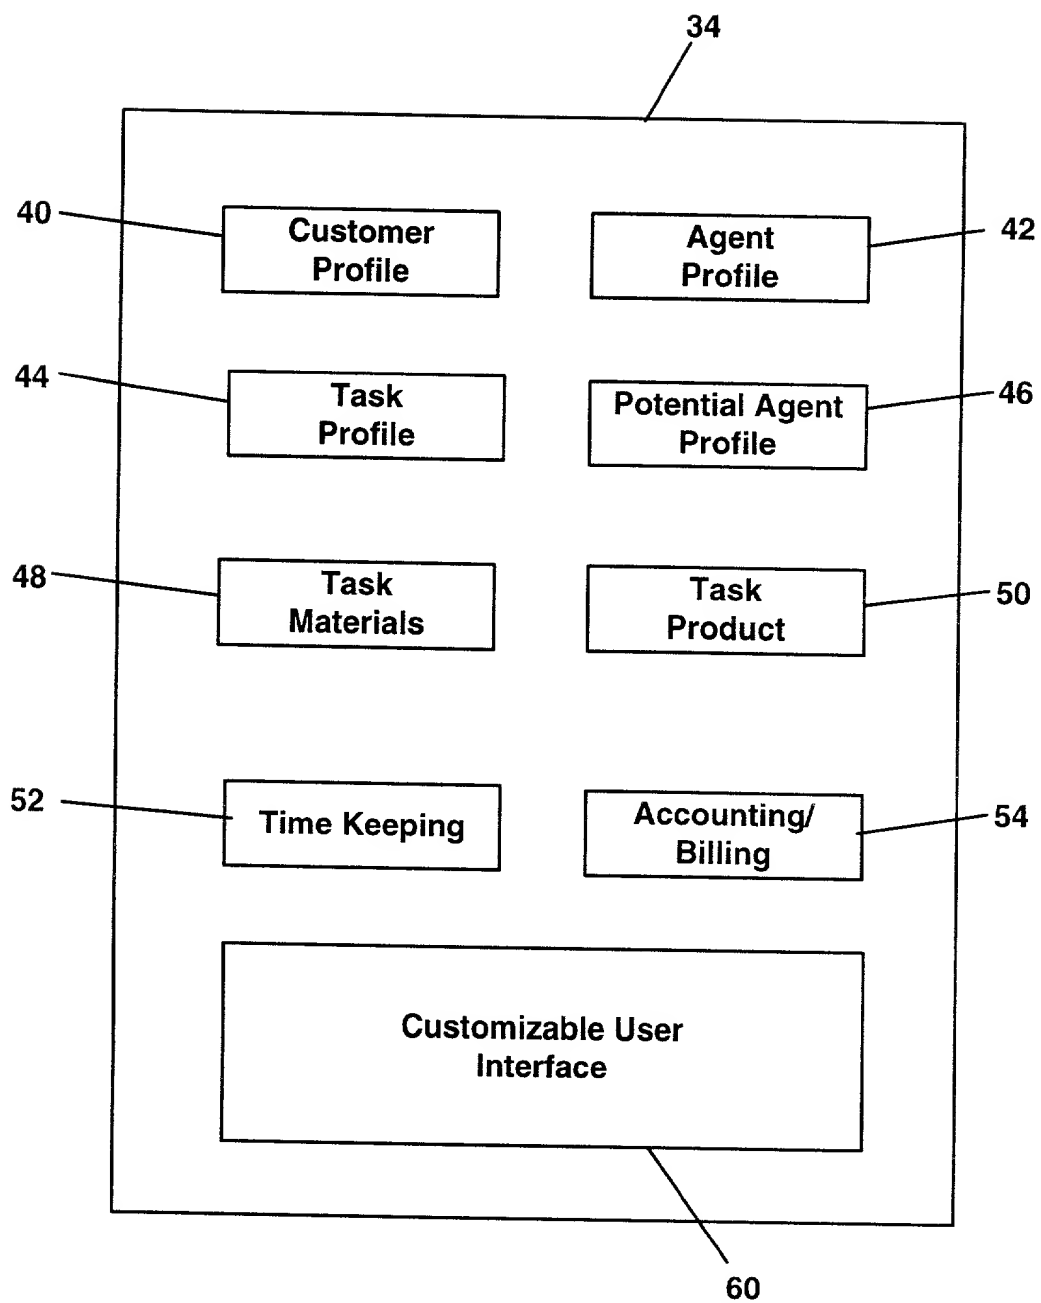 34
40
Customer
Profile
Agent
Profile
42
44
Task
Profile
Potential Agent
Profile
46
48
Task
Materials
Task
Product
50
52
Time Keeping
Accounting/
Billing
54
Customizable User
Interface
60